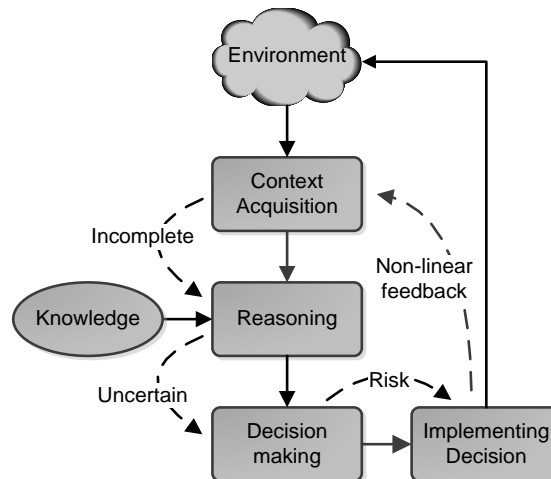 Environment
Context
Acquisition
Incomplete
Non-linear
feedback
Knowledge
Reasoning
Uncertain
Risk
Decision
making
Implementing
Decision